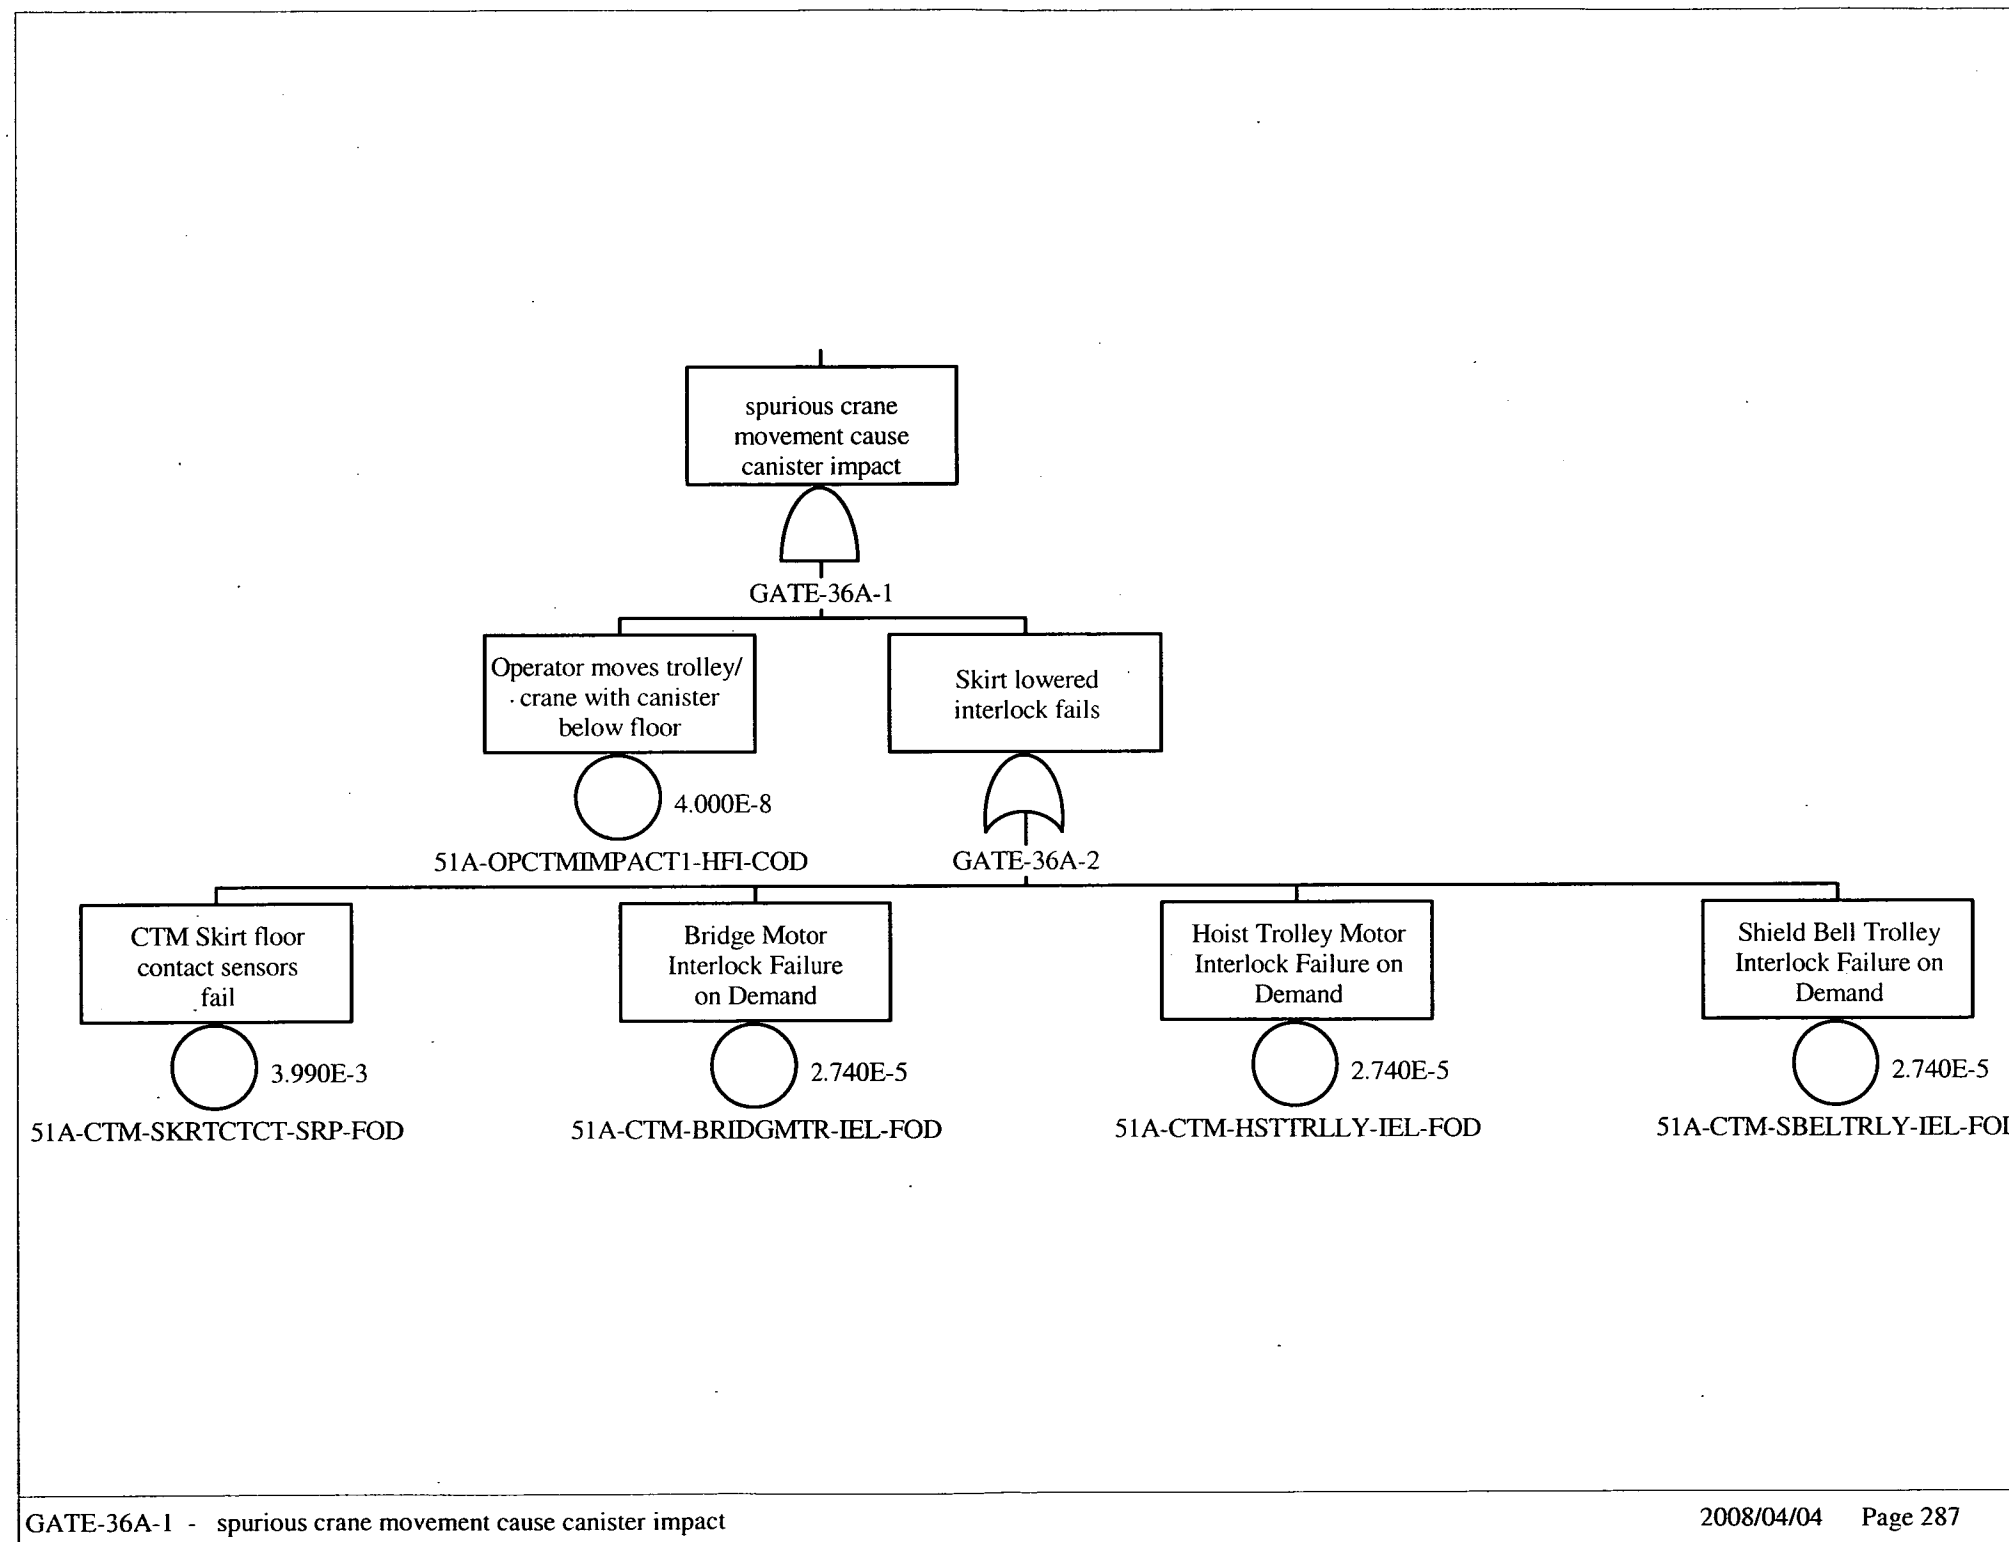 spurious crane
movement cause
canister impact
GATE-36A-1
Operator moves trolley/
crane with canister
below floor
4.000E-8
51A-OPCTMIMPACT1-HFI-COD
Skirt lowered
interlock fails
GATE-36A-2
CTM Skirt floor
contact sensors
fail
3.990E-3
51A-CTM-SKRTCTCT-SRP-FOD
Bridge Motor
Interlock Failure
on Demand
2.740E-5
51A-CTM-BRIDGMTR-IEL-FOD
Hoist Trolley Motor
Interlock Failure on
Demand
2.740E-5
51A-CTM-HSTTRLLY-IEL-FOD
Shield Bell Trolley
Interlock Failure on
Demand
2.740E-5
51A-CTM-SBELTRLY-IEL-FO
GATE-36A-1 - spurious crane movement cause canister impact
2008/04/04 Page 287